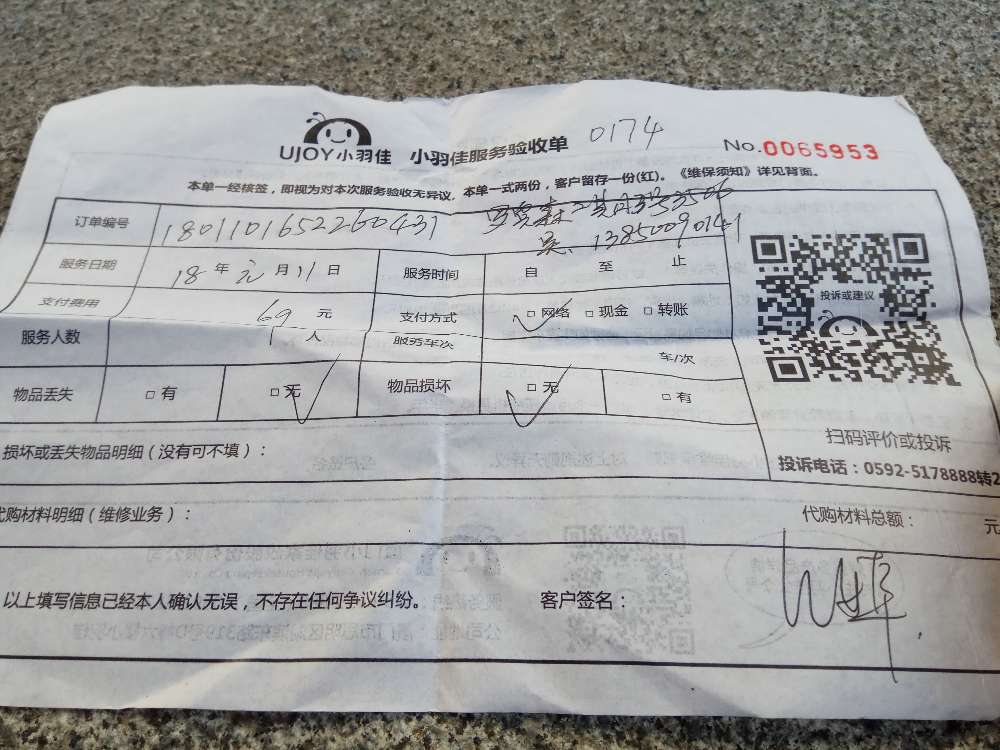 UJOY小羽佳 小羽佳服务验收单 0174 No.0065953
本单一经核签，即视为对本次服务验收无异议，本单一式两份，客户留存一份(红)。《维保须知》详见背面。
订单编号 180110165226043
吴 13850090141
服务日期 18 年 元 月 11 日 服务时间 自 至 止
支付费用 69 元 支付方式 □ 网络 □ 现金 □ 转账
服务人数 1 人 服务车次 车/次
物品丢失 □ 有 □ 无 物品损坏 □ 无 □ 有
投诉或建议
扫码评价或投诉
投诉电话：0592-5178888转2
损坏或丢失物品明细（没有可不填）：
代购材料明细（维修业务）： 代购材料总额： 元
以上填写信息已经本人确认无误，不存在任何争议纠纷。 客户签名：